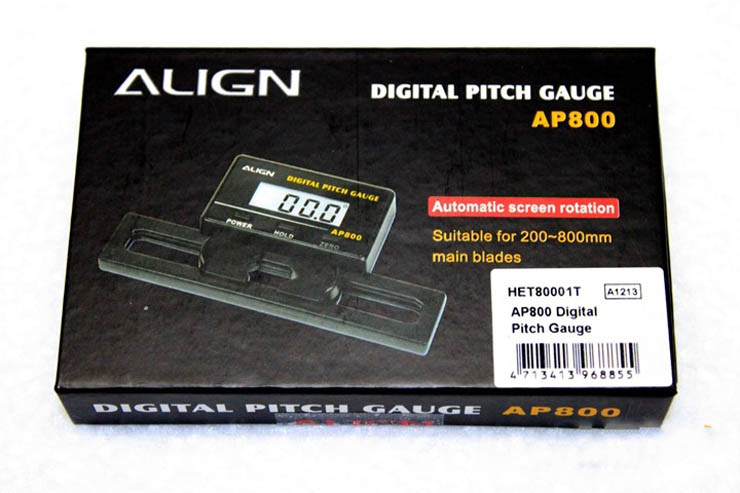 ALIGN
DIGITAL PITCH GAUGE
AP800
ALIGN
DIGITAL PITCH GAUGE
00.0
POWER
HOLD
ZERO
AP800
Automatic screen rotation
Suitable for 200~800mm
main blades
HET80001T A1213
AP800 Digital
Pitch Gauge
4 713413 968855
DIGITAL PITCH GAUGE AP800